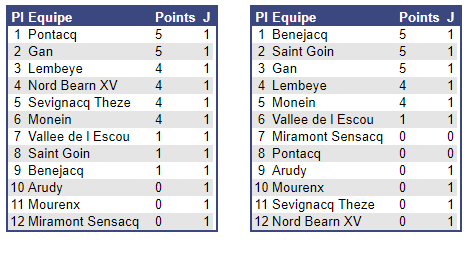 Pl Equipe Points J
1 Pontacq 5 1
2 Gan 5 1
3 Lembeye 4 1
4 Nord Bearn XV 4 1
5 Sevignacq Theze 4 1
6 Monein 4 1
7 Vallee de l Escou 1 1
8 Saint Goin 1 1
9 Benejacq 1 1
10 Arudy 0 1
11 Mourenx 0 1
12 Miramont Sensacq 0 1
Pl Equipe Points J
1 Benejacq 5 1
2 Saint Goin 5 1
3 Gan 5 1
4 Lembeye 4 1
5 Monein 4 1
6 Vallee de l Escou 1 1
7 Miramont Sensacq 0 0
8 Pontacq 0 0
9 Arudy 0 1
10 Mourenx 0 1
11 Sevignacq Theze 0 1
12 Nord Bearn XV 0 1